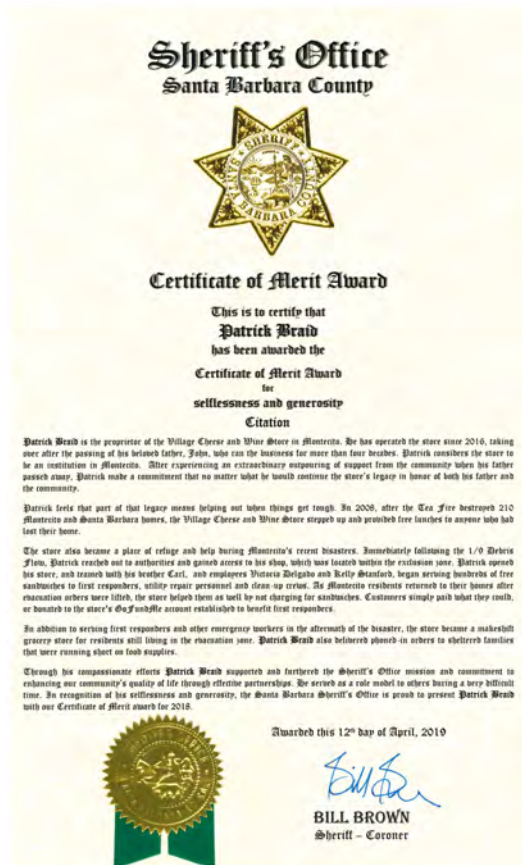 Sheriff's Office
Santa Barbara County
SHERIFF
SANTA BARBARA COUNTY
Certificate of Merit Award
This is to certify that
Patrick Braid
has been awarded the
Certificate of Merit Award
for
selflessness and generosity
Citation
Patrick Braid is the proprietor of the Village Cheese and Wine Store in Montecito. He has operated the store since 2016, taking
over after the passing of his beloved father, John, who ran the business for more than four decades. Patrick considers the store to
be an institution in Montecito. After experiencing an extraordinary outpouring of support from the community when his father
passed away, Patrick made a commitment that no matter what he would continue the store's legacy in honor of both his father and
the community.
Patrick feels that part of that legacy means helping out when things get tough. In 2008, after the Tea Fire destroyed 210
Montecito and Santa Barbara homes, the Village Cheese and Wine Store stepped up and provided free lunches to anyone who had
lost their home.
The store also became a place of refuge and help during Montecito's recent disasters. Immediately following the 1/9 Debris
Flow, Patrick reached out to authorities and gained access to his shop, which was located within the exclusion zone. Patrick opened
his store, and teamed with his brother Carl, and employees Victoria Delgado and Kelly Stanford, began serving hundreds of free
sandwiches to first responders, utility repair personnel and clean-up crews. As Montecito residents returned to their homes after
evacuation orders were lifted, the store helped them as well by not charging for sandwiches. Customers simply paid what they could,
or donated to the store's GoFundMe account established to benefit first responders.
In addition to serving first responders and other emergency workers in the aftermath of the disaster, the store became a makeshift
grocery store for residents still living in the evacuation zone. Patrick Braid also delivered phoned-in orders to sheltered families
that were running short on food supplies.
Through his compassionate efforts Patrick Braid supported and furthered the Sheriff's Office mission and commitment to
enhancing our community's quality of life through effective partnerships. He served as a role model to others during a very difficult
time. In recognition of his selflessness and generosity, the Santa Barbara Sheriff's Office is proud to present Patrick Braid
with our Certificate of Merit award for 2018.
Awarded this 12th day of April, 2019
BILL BROWN
Sheriff – Coroner